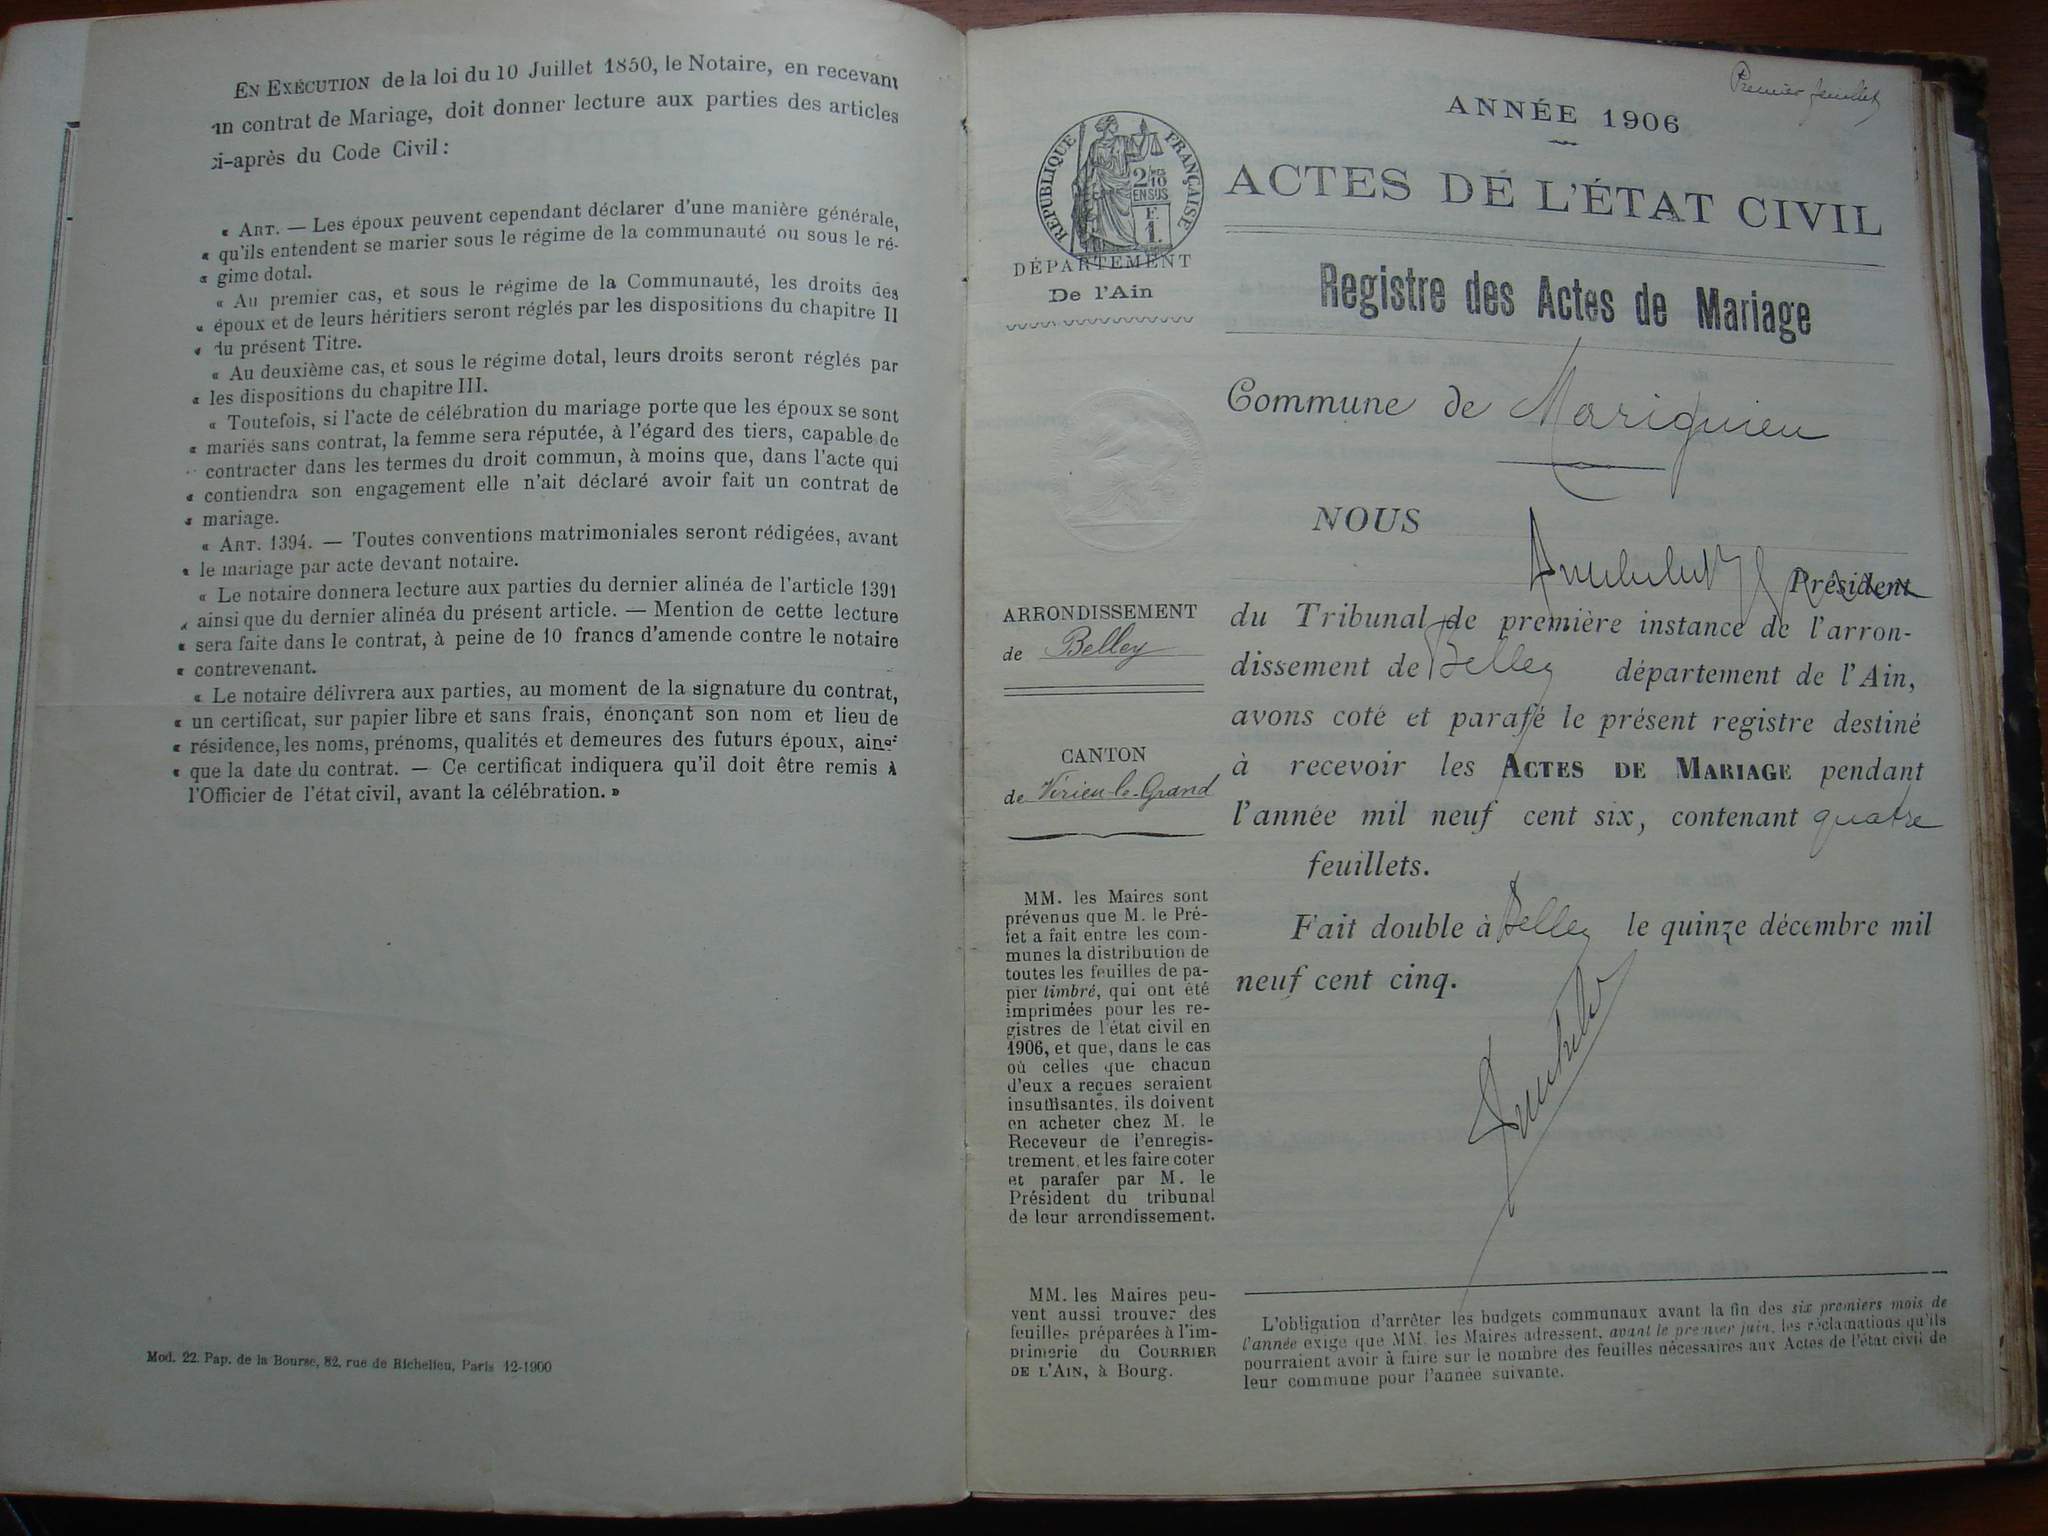 EN EXÉCUTION de la loi du 10 Juillet 1850, le Notaire, en recevant
un contrat de Mariage, doit donner lecture aux parties des articles
ci-après du Code Civil :
« ART. — Les époux peuvent cependant déclarer d'une manière générale,
« qu'ils entendent se marier sous le régime de la communauté ou sous le ré-
« gime dotal.
« Au premier cas, et sous le régime de la Communauté, les droits des
« époux et de leurs héritiers seront réglés par les dispositions du chapitre II
« du présent Titre.
« Au deuxième cas, et sous le régime dotal, leurs droits seront réglés par
« les dispositions du chapitre III.
« Toutefois, si l'acte de célébration du mariage porte que les époux se sont
« mariés sans contrat, la femme sera réputée, à l'égard des tiers, capable de
« contracter dans les termes du droit commun, à moins que, dans l'acte qui
« contiendra son engagement elle n'ait déclaré avoir fait un contrat de
« mariage.
« ART. 1394. — Toutes conventions matrimoniales seront rédigées, avant
« le mariage par acte devant notaire.
« Le notaire donnera lecture aux parties du dernier alinéa de l'article 1391
« ainsi que du dernier alinéa du présent article. — Mention de cette lecture
« sera faite dans le contrat, à peine de 10 francs d'amende contre le notaire
« contrevenant.
« Le notaire délivrera aux parties, au moment de la signature du contrat,
« un certificat, sur papier libre et sans frais, énonçant son nom et lieu de
« résidence, les noms, prénoms, qualités et demeures des futurs époux, ainsi
« que la date du contrat. — Ce certificat indiquera qu'il doit être remis à
l'Officier de l'état civil, avant la célébration. »
Mod. 22. Pap. de la Bourse, 82, rue de Richelieu, Paris 12-1900
Premier feuillet
ANNÉE 1906
ACTES DE L'ÉTAT CIVIL
RÉPUBLIQUE FRANÇAISE
2/10
EN SUS
F.
1.
DÉPARTEMENT
De l'Ain
Registre des Actes de Mariage
Commune de Marignieu
NOUS
Président
ARRONDISSEMENT
de Belley
CANTON
de Virieu-le-Grand
du Tribunal de première instance de l'arron-
dissement de Belley département de l'Ain,
avons coté et parafé le présent registre destiné
à recevoir les ACTES DE MARIAGE pendant
l'année mil neuf cent six, contenant quatre
feuillets.
Fait double à Belley le quinze décembre mil
neuf cent cinq.
MM. les Maires sont
prévenus que M. le Pré-
fet a fait entre les com-
munes la distribution de
toutes les feuilles de pa-
pier timbré, qui ont été
imprimées pour les re-
gistres de l'état civil en
1906, et que, dans le cas
où celles que chacun
d'eux a reçues seraient
insuffisantes, ils doivent
en acheter chez M. le
Receveur de l'enregis-
trement, et les faire coter
et parafer par M. le
Président du tribunal
de leur arrondissement.
MM. les Maires peu-
vent aussi trouver des
feuilles préparées à l'im-
primerie du COURRIER
DE L'AIN, à Bourg.
L'obligation d'arrêter les budgets communaux avant la fin des six premiers mois de
l'année exige que MM. les Maires adressent, avant le premier juin, les réclamations qu'ils
pourraient avoir à faire sur le nombre des feuilles nécessaires aux Actes de l'état civil de
leur commune pour l'année suivante.